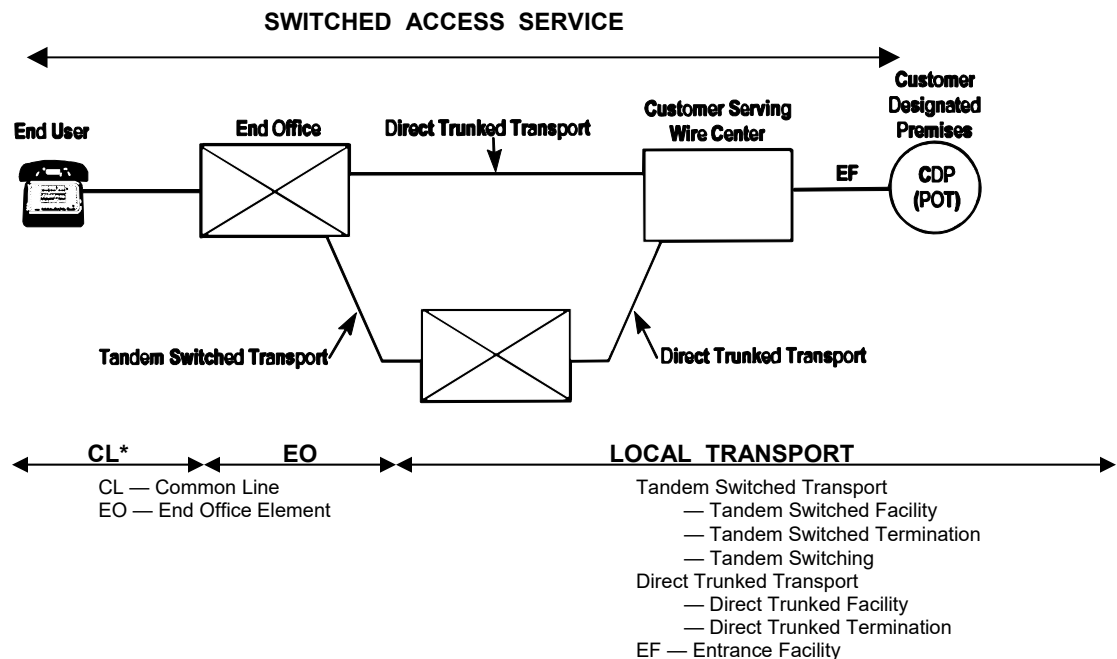 SWITCHED ACCESS SERVICE
Customer
Designated
Premises
End User
End Office
Direct Trunked Transport
Customer Serving
Wire Center
EF
CDP
(POT)
Tandem Switched Transport
Direct Trunked Transport
CL*
EO
LOCAL TRANSPORT
CL — Common Line
EO — End Office Element
Tandem Switched Transport
— Tandem Switched Facility
— Tandem Switched Termination
— Tandem Switching
Direct Trunked Transport
— Direct Trunked Facility
— Direct Trunked Termination
EF — Entrance Facility